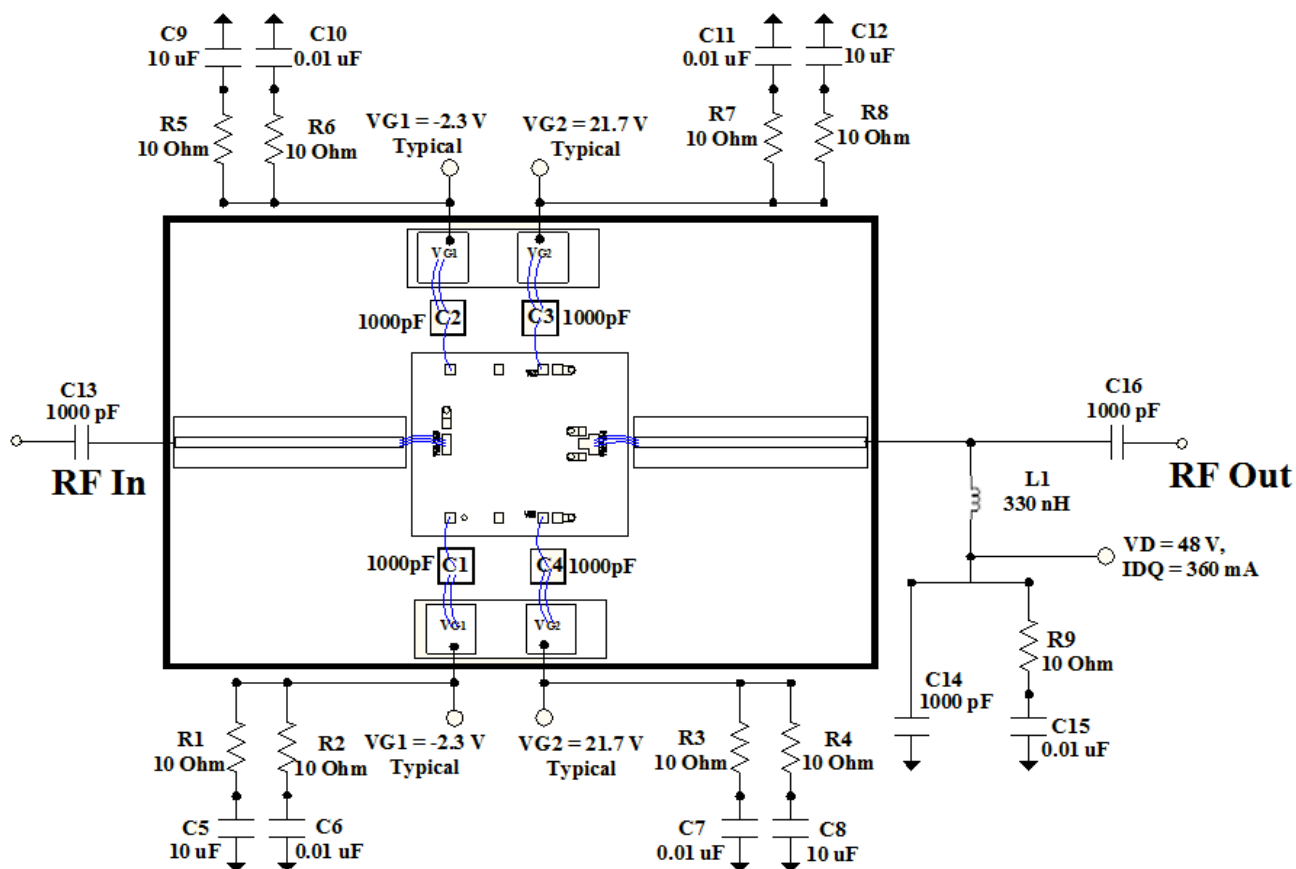 C9
10 uF
C10
0.01 uF
C11
0.01 uF
C12
10 uF
R5
10 Ohm
R6
10 Ohm
VG1 = -2.3 V
Typical
VG2 = 21.7 V
Typical
R7
10 Ohm
R8
10 Ohm
VG1
VG2
1000pF
C2
C3
1000pF
C13
1000 pF
RF In
C16
1000 pF
RF Out
L1
330 nH
VD = 48 V,
IDQ = 360 mA
1000pF
C1
C4
1000pF
VG1
VG2
R9
10 Ohm
C14
1000 pF
C15
0.01 uF
R1
10 Ohm
R2
10 Ohm
VG1 = -2.3 V
Typical
VG2 = 21.7 V
Typical
R3
10 Ohm
R4
10 Ohm
C5
10 uF
C6
0.01 uF
C7
0.01 uF
C8
10 uF